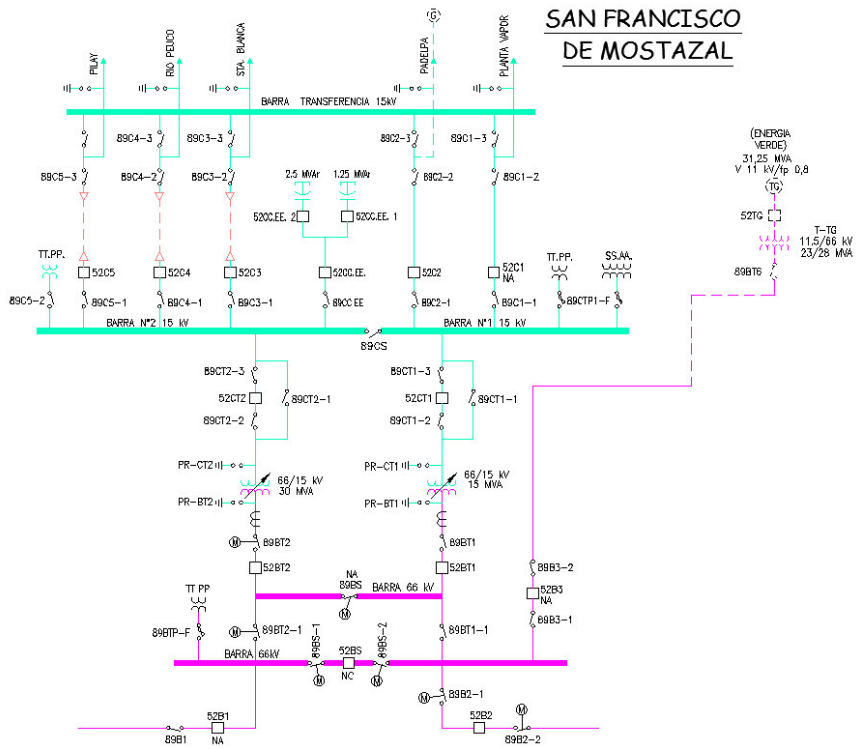 SAN FRANCISCO
DE MOSTAZAL
G
PILAY
RIO PEUCO
STA. BLANCA
PADELPA
PLANTA VAPOR
BARRA TRANSFERENCIA 15kV
89C4-3
89C3-3
89C2-3
89C1-3
89C5-3
89C4-2
89C3-2
89C2-2
89C1-2
2.5 MVAr
1.25 MVAr
52CC.EE. 2
52CC.EE. 1
(ENERGIA
VERDE)
31,25 MVA
V 11 kV/fp 0,8
TG
52TG
T-TG
11.5/66 kV
23/28 MVA
89BT6
TT.PP.
52C5
52C4
52C3
52CC.EE.
52C2
52C1
NA
TT.PP.
SS.AA.
89C5-2
89C5-1
89C4-1
89C3-1
89CC EE
89C2-1
89C1-1
89CTP1-F
BARRA N°2 15 kV
BARRA N°1 15 kV
89CS
89CT2-3
89CT1-3
52CT2
89CT2-1
52CT1
89CT1-1
89CT2-2
89CT1-2
PR-CT2
PR-CT1
66/15 kV
30 MVA
66/15 kV
15 MVA
PR-BT2
PR-BT1
M
89BT2
89BT1
52BT2
52BT1
89B3-2
52B3
NA
89B3-1
NA
89BS
BARRA 66 kV
M
TT PP
89BTP-F
M
89BT2-1
89BS-1
52BS
89BS-2
89BT1-1
BARRA 66kV
M
NC
M
M
89B2-1
52B1
NA
89B1
52B2
M
89B2-2